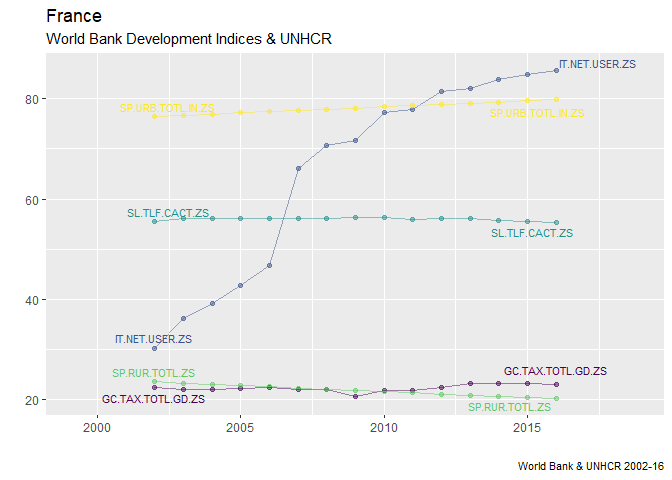 France
World Bank Development Indices & UNHCR
IT.NET.USER.ZS
80
SP.URB.TOTL.IN.ZS
SP.URB.TOTL.IN.ZS
60
SL.TLF.CACT.ZS
SL.TLF.CACT.ZS
40
IT.NET.USER.ZS
SP.RUR.TOTL.ZS
GC.TAX.TOTL.GD.ZS
20
GC.TAX.TOTL.GD.ZS
SP.RUR.TOTL.ZS
2000 2005 2010 2015
World Bank & UNHCR 2002-16